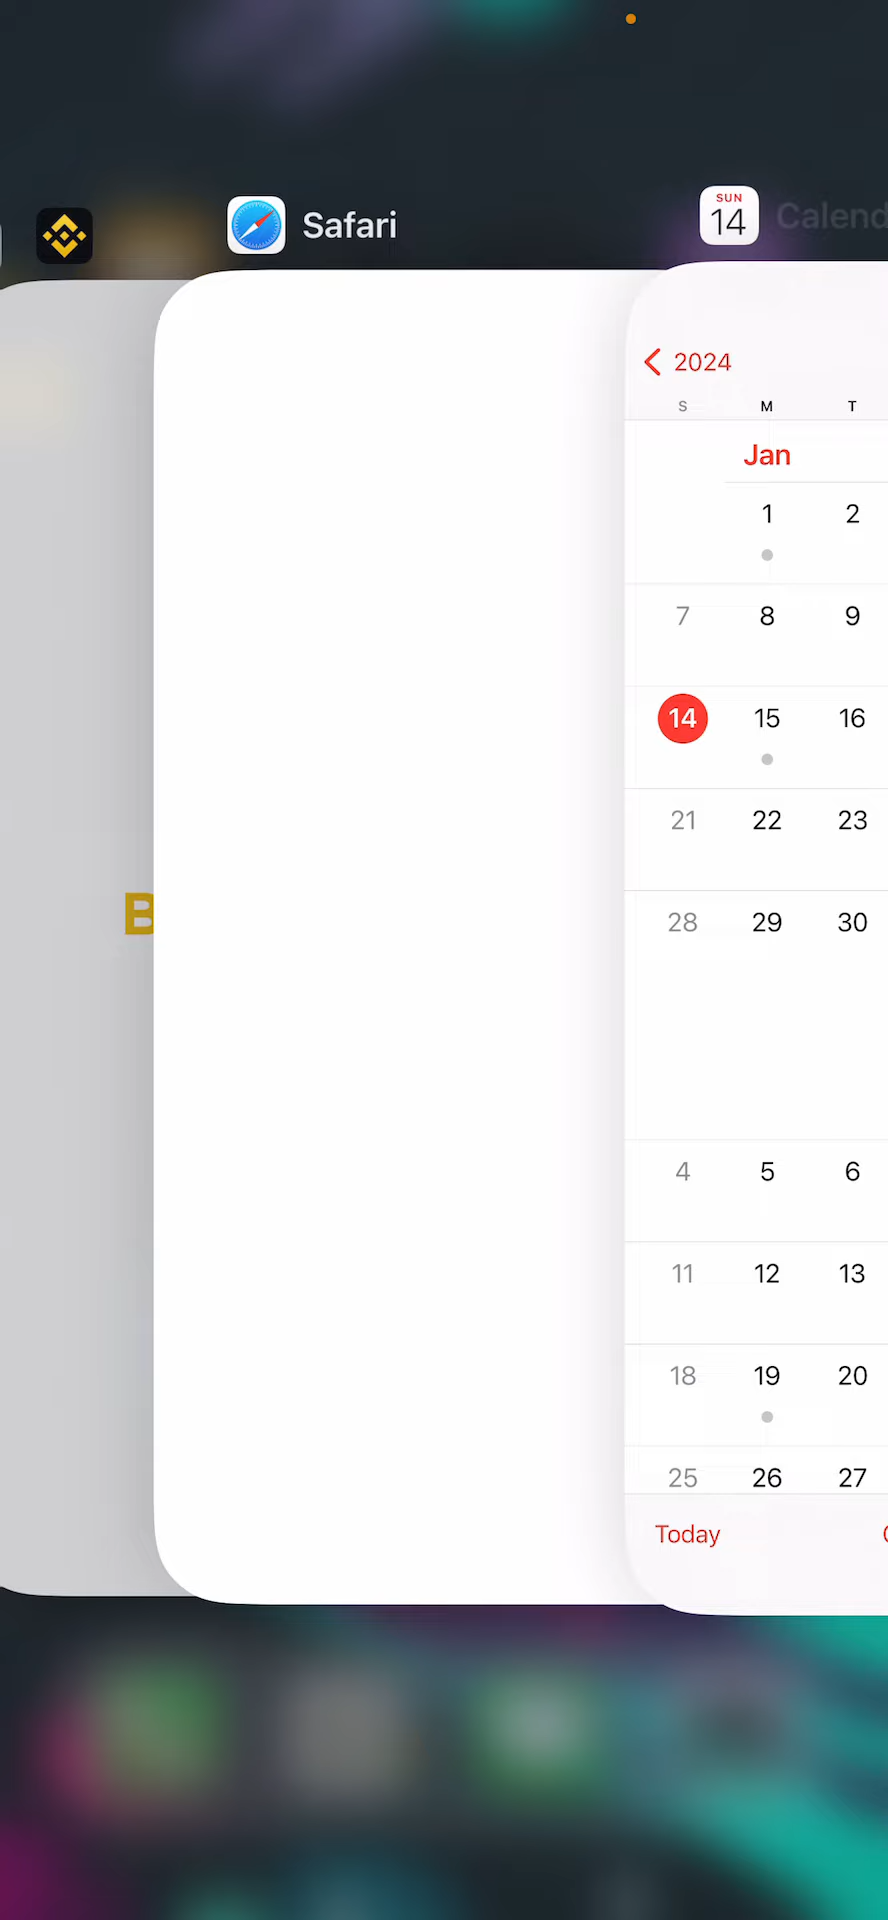 Safari
SUN
14
Calend
2024
S M T
Jan
1 2
7 8 9
14 15 16
21 22 23
28 29 30
4 5 6
11 12 13
18 19 20
25 26 27
Today
B